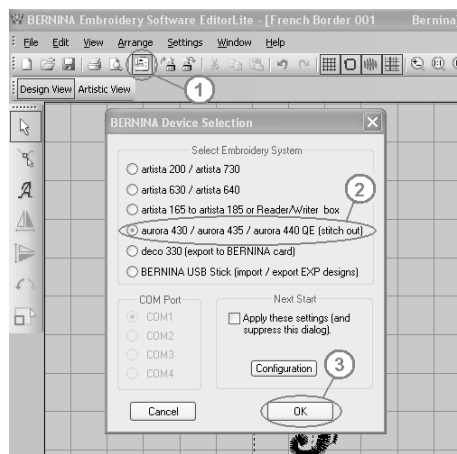 BERNINA Embroidery Software EditorLite - [French Border 001 Bernina
File Edit View Arrange Settings Window Help
1
Design View Artistic View
BERNINA Device Selection
Select Embroidery System
artista 200 / artista 730
artista 630 / artista 640
2
artista 165 to artista 185 or Reader/Writer box
aurora 430 / aurora 435 / aurora 440 QE (stitch out)
deco 330 (export to BERNINA card)
BERNINA USB Stick (import / export EXP designs)
COM Port
COM1
COM2
COM3
COM4
Next Start
Apply these settings (and
suppress this dialog).
Configuration
3
Cancel
OK